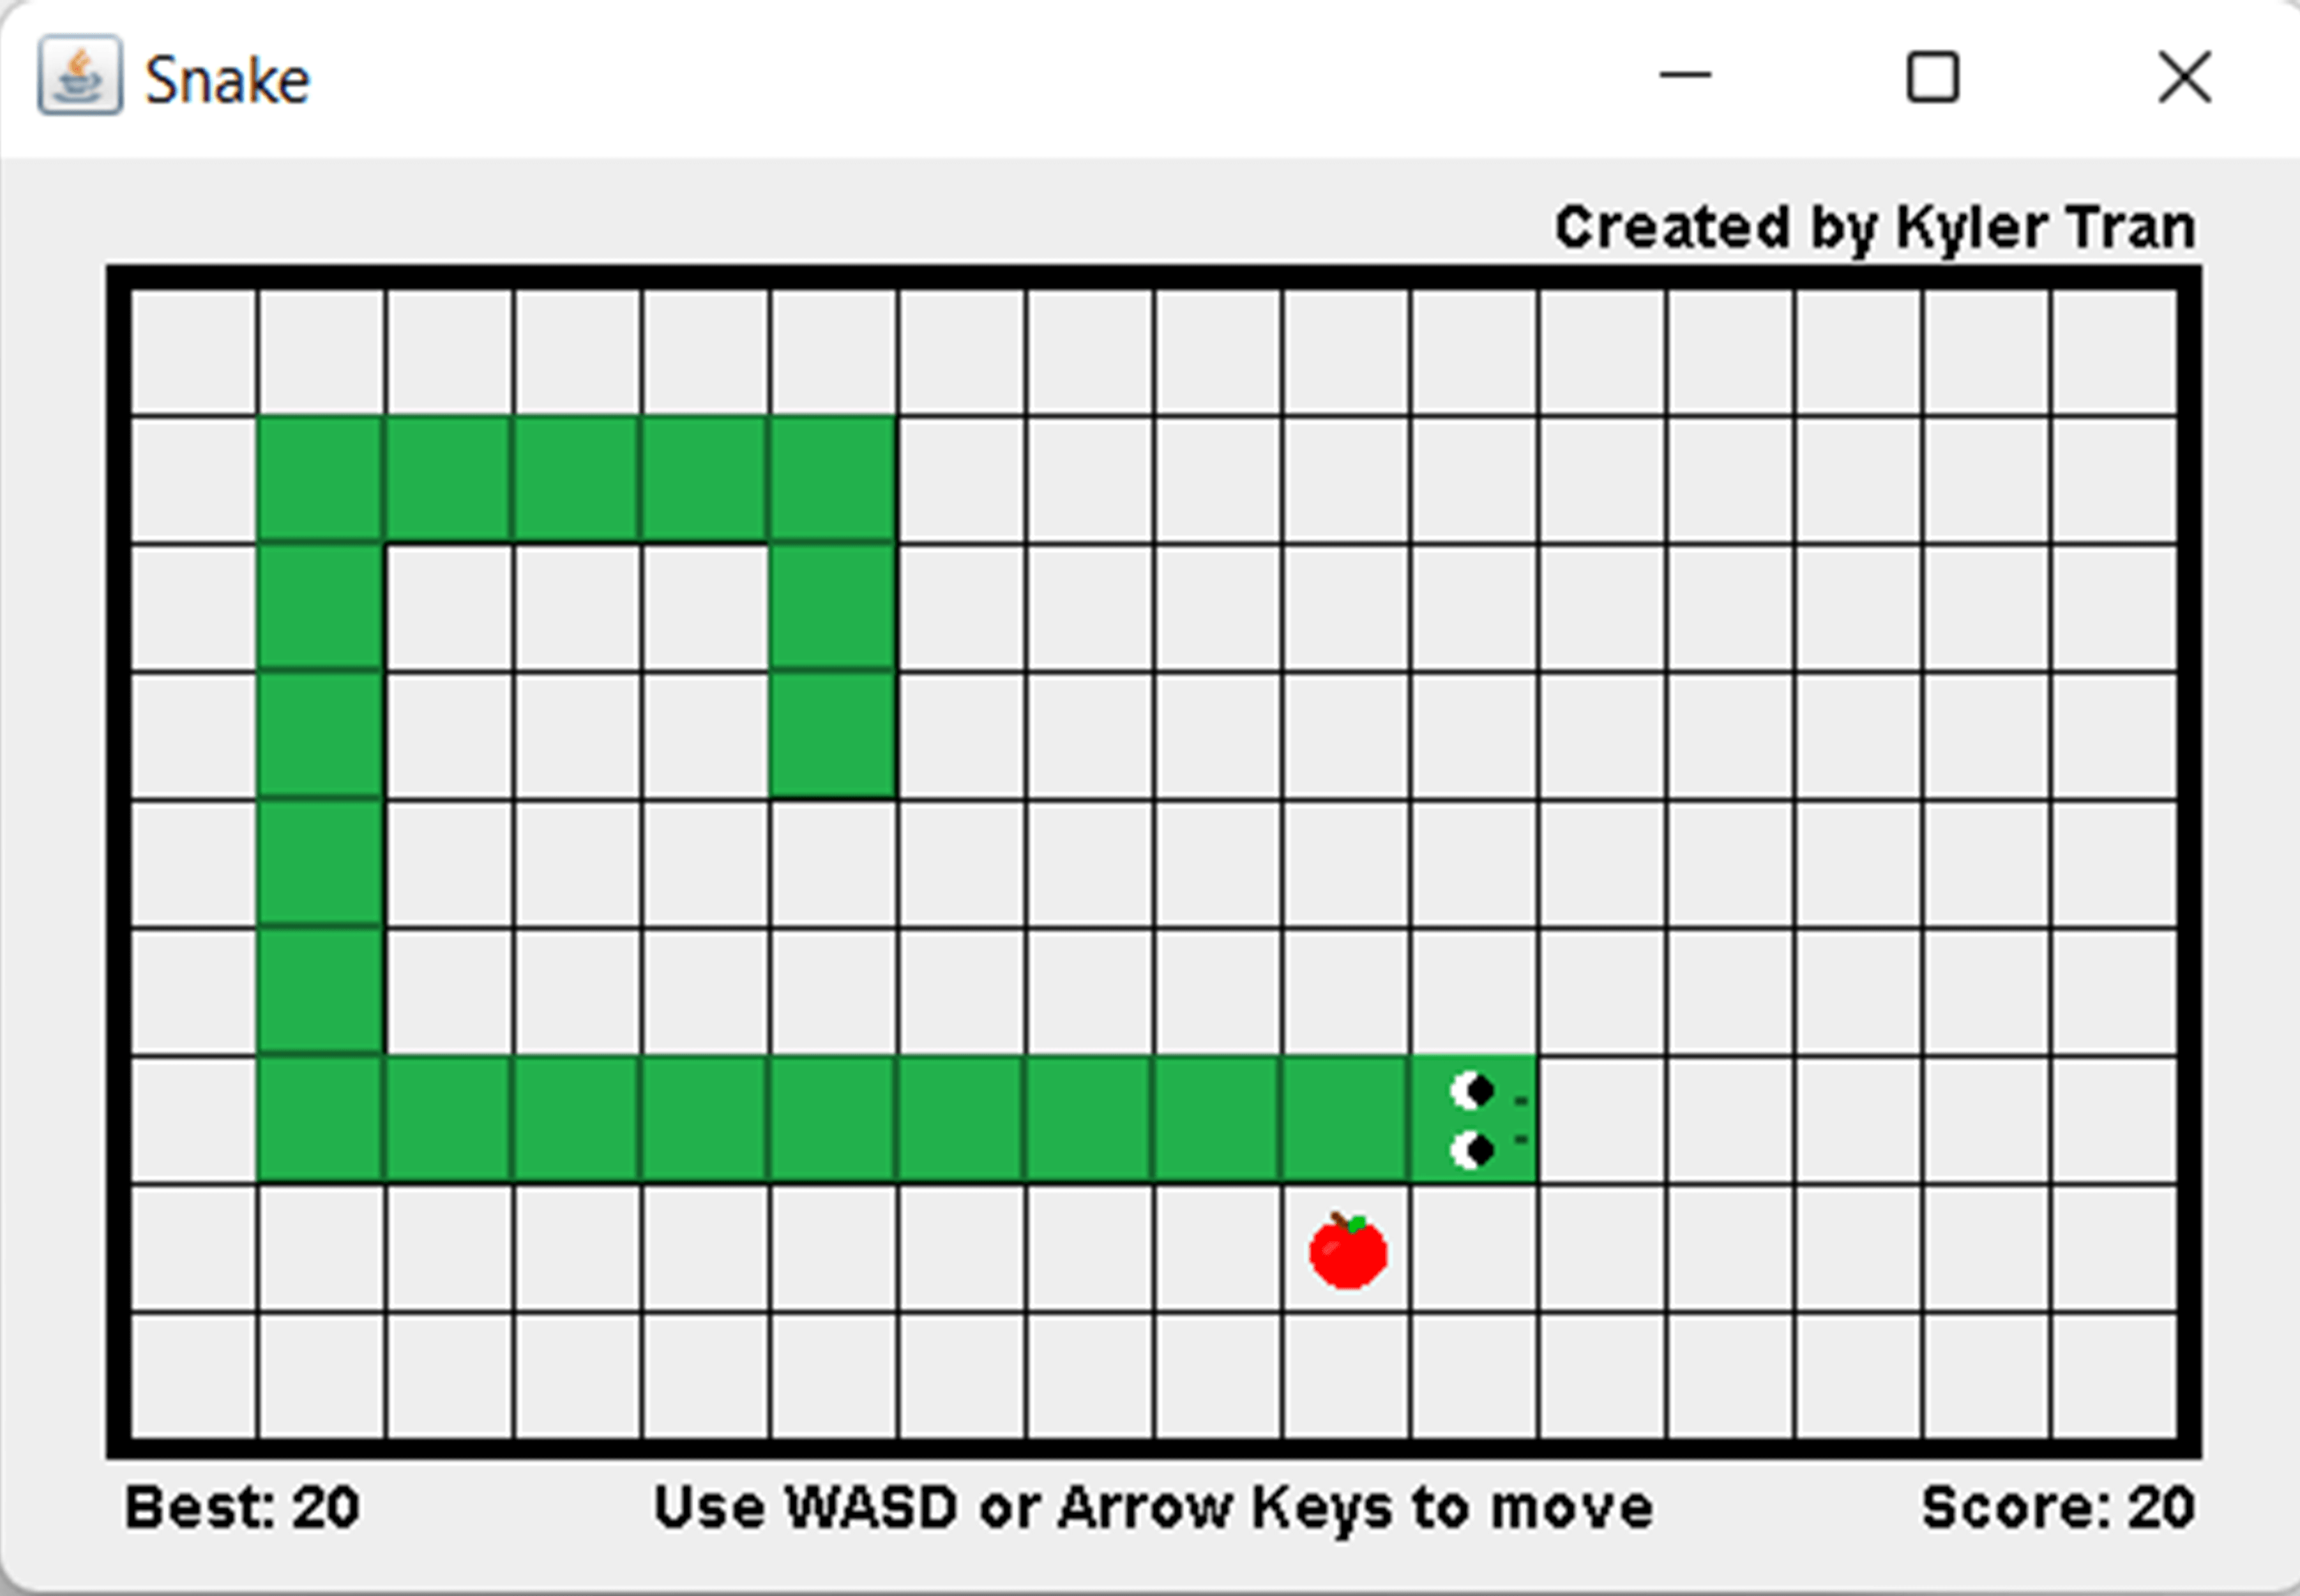 Snake
Created by Kyler Tran
Best: 20
Use WASD or Arrow Keys to move
Score: 20